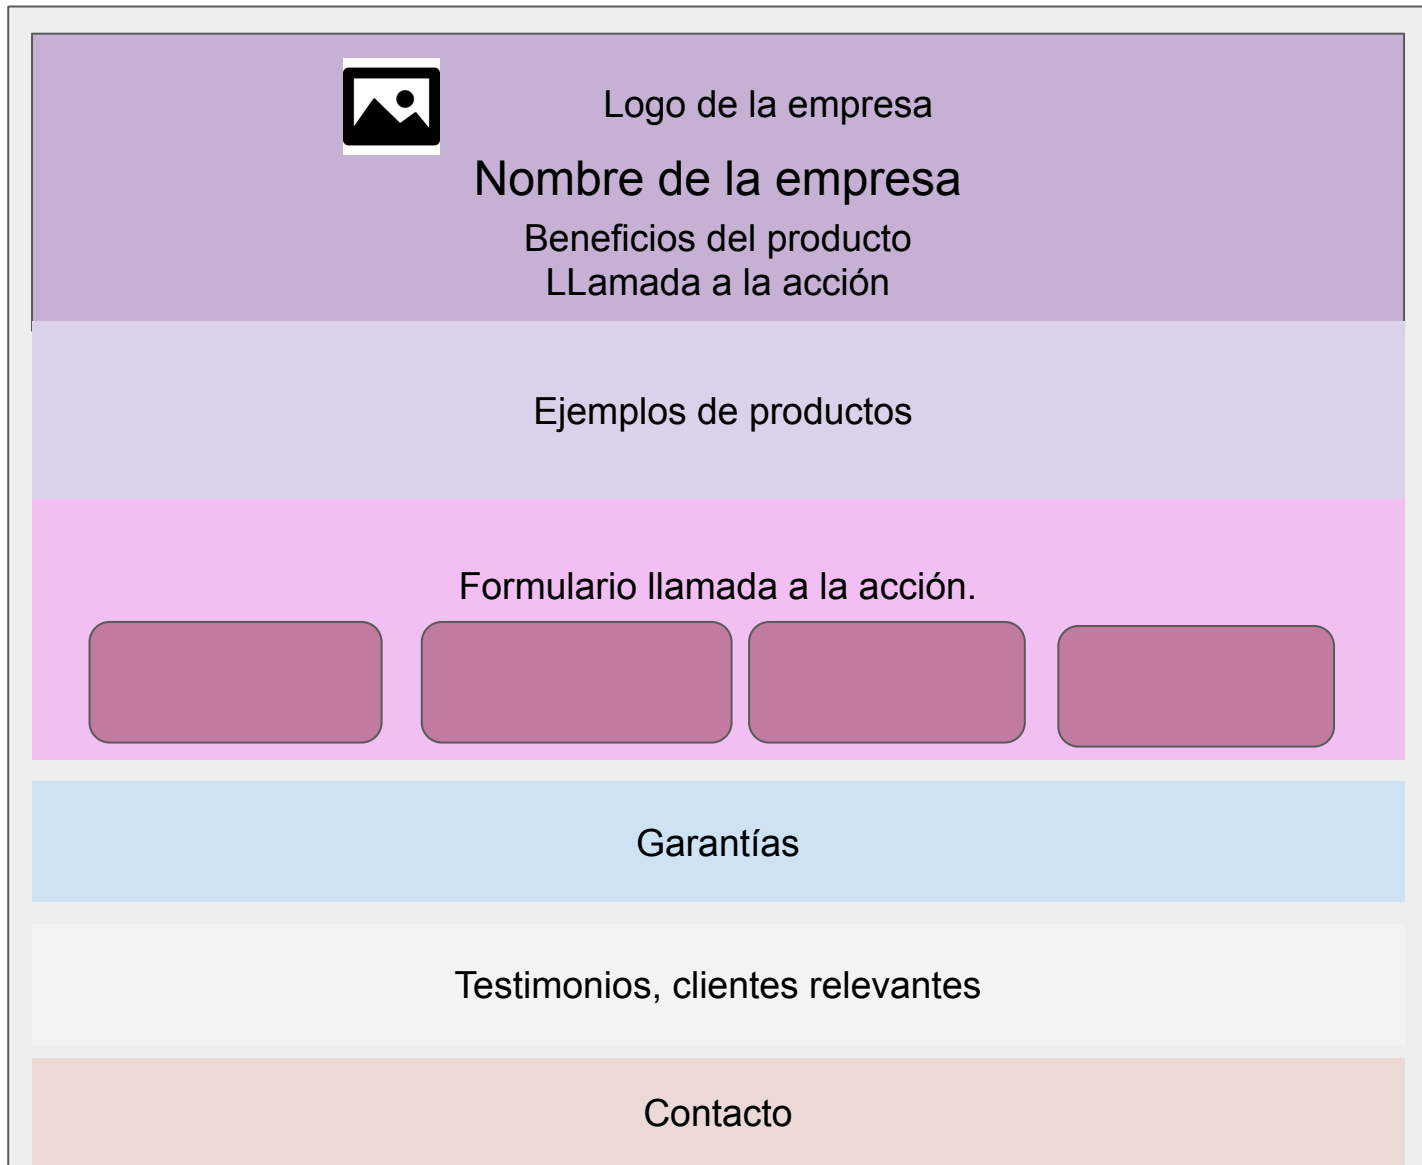 Logo de la empresa
Nombre de la empresa
Beneficios del producto
LLamada a la acción
Ejemplos de productos
Formulario llamada a la acción.
Garantías
Testimonios, clientes relevantes
Contacto